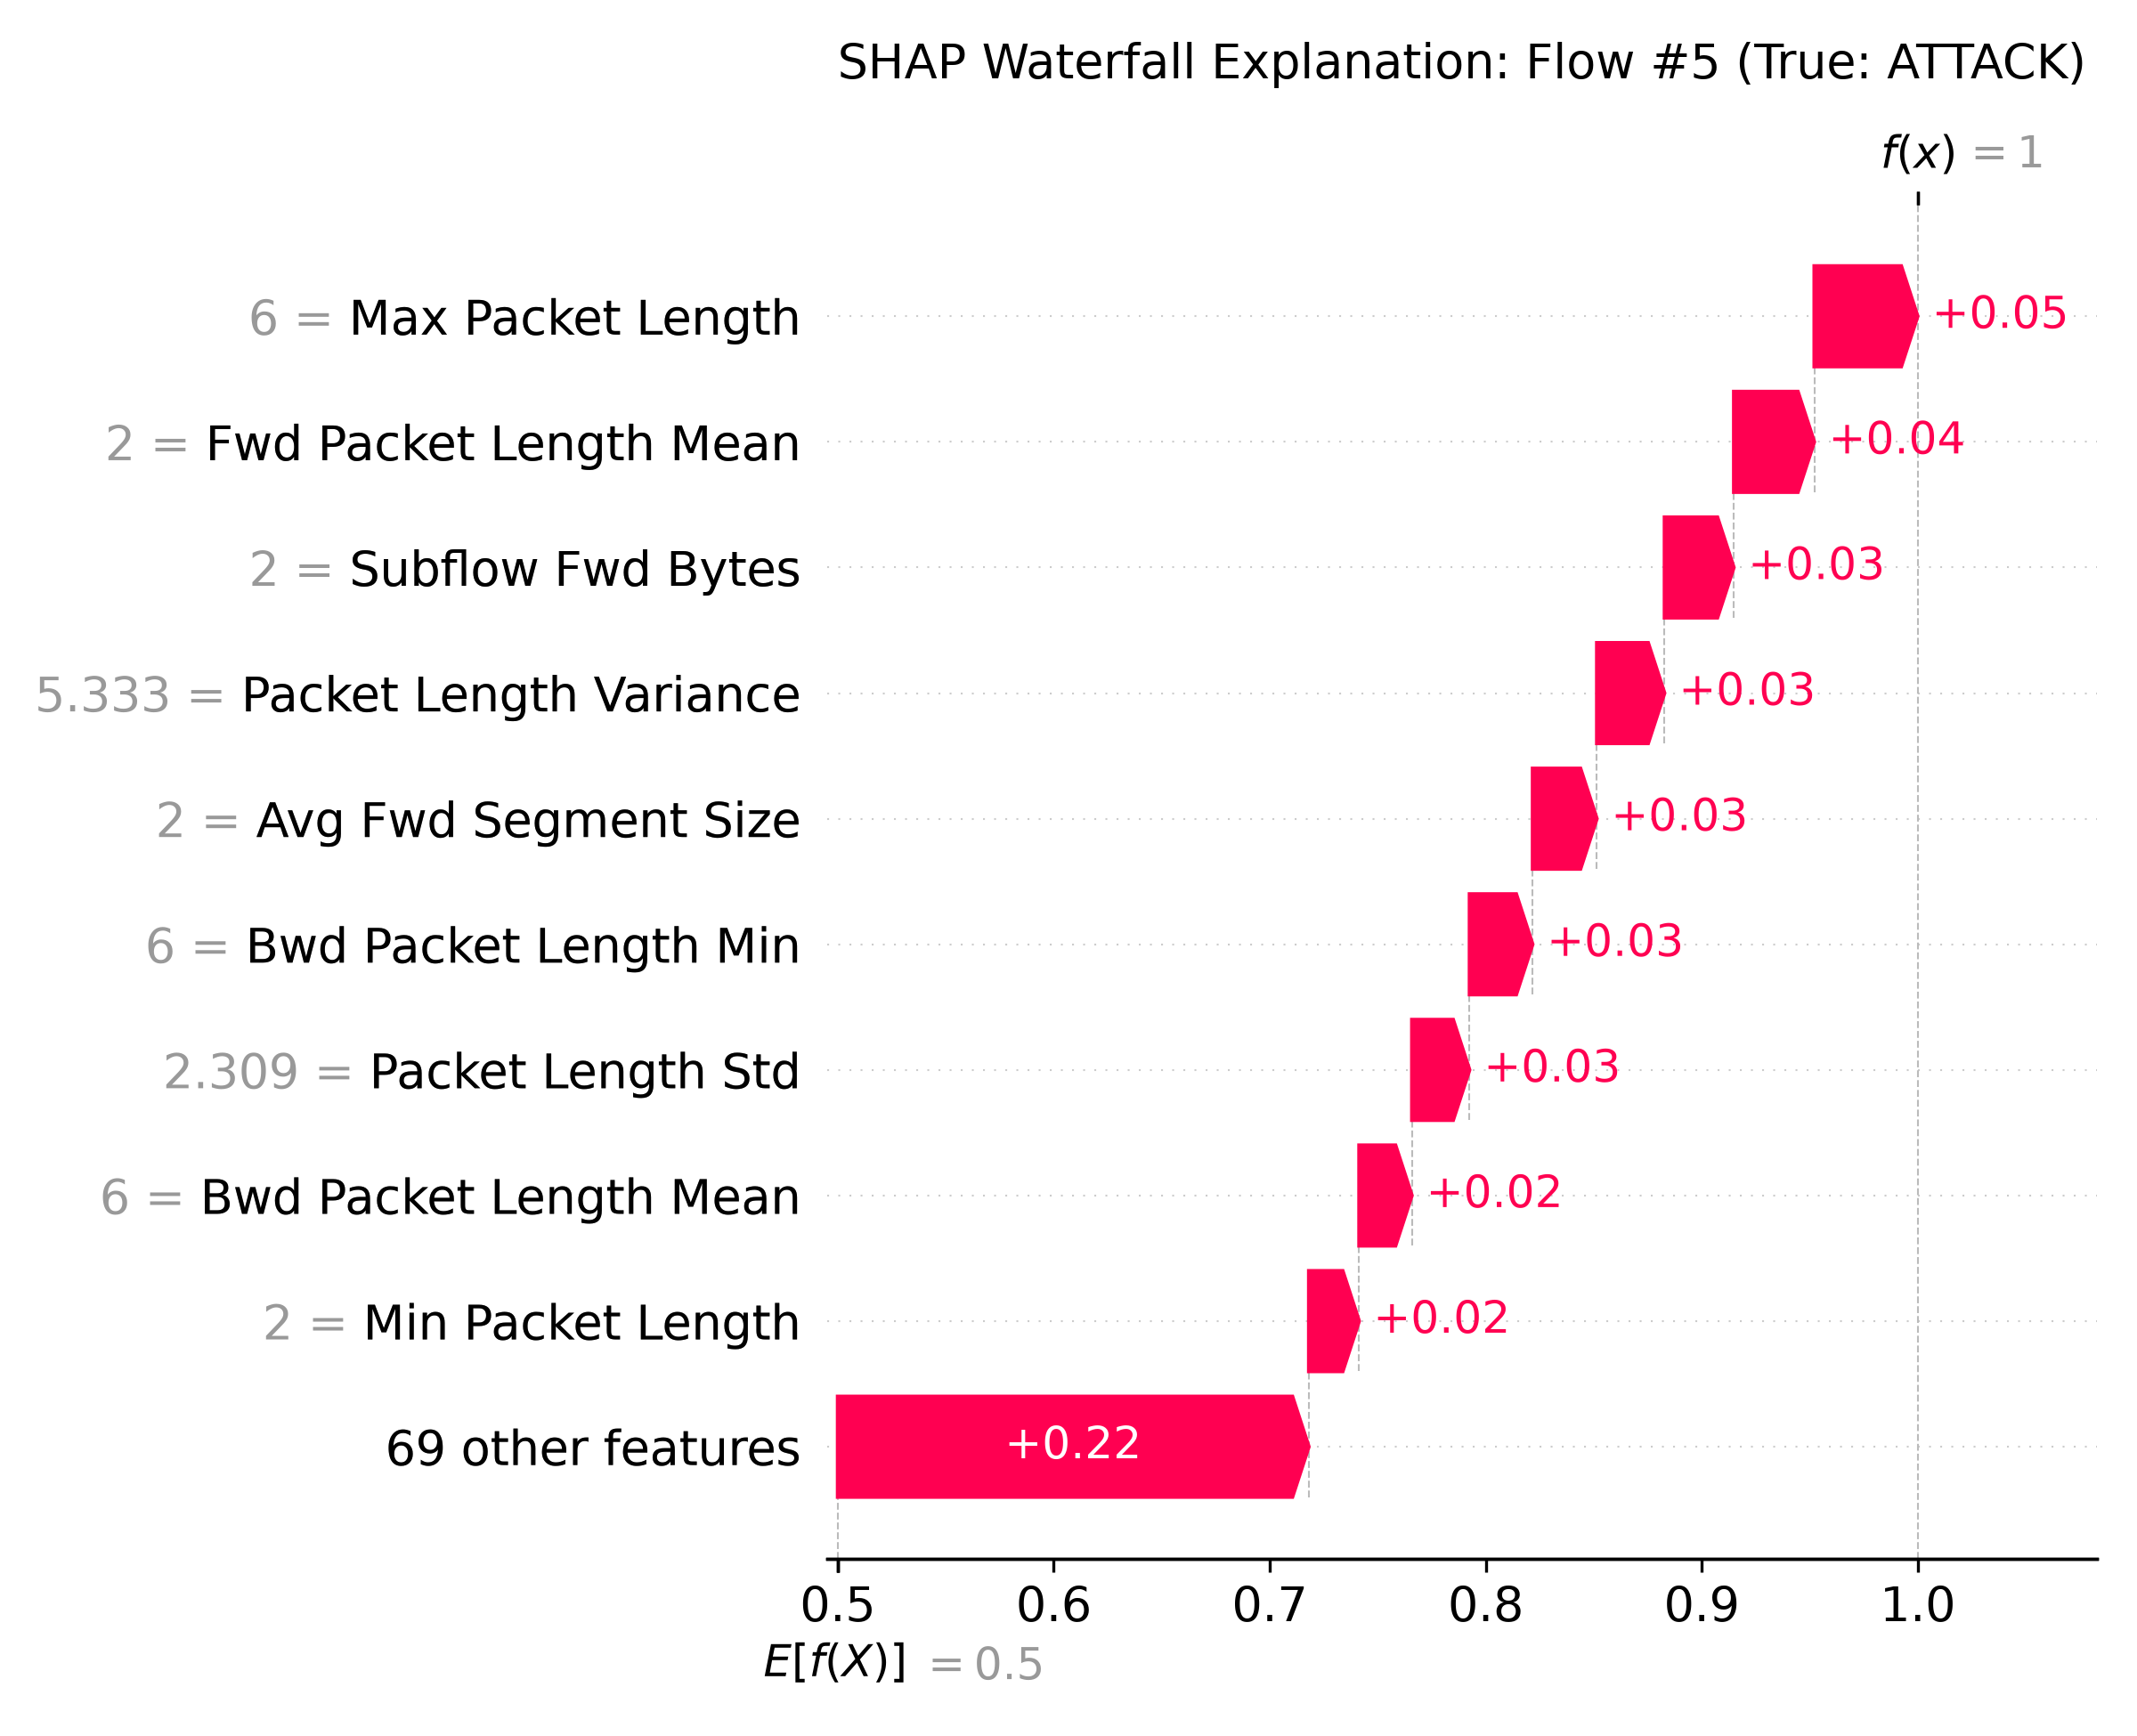 SHAP Waterfall Explanation: Flow #5 (True: ATTACK)
f(x) = 1
6 = Max Packet Length +0.05
2 = Fwd Packet Length Mean +0.04
2 = Subflow Fwd Bytes +0.03
5.333 = Packet Length Variance +0.03
2 = Avg Fwd Segment Size +0.03
6 = Bwd Packet Length Min +0.03
2.309 = Packet Length Std +0.03
6 = Bwd Packet Length Mean +0.02
2 = Min Packet Length +0.02
69 other features +0.22
0.5 0.6 0.7 0.8 0.9 1.0
E[f(X)] = 0.5